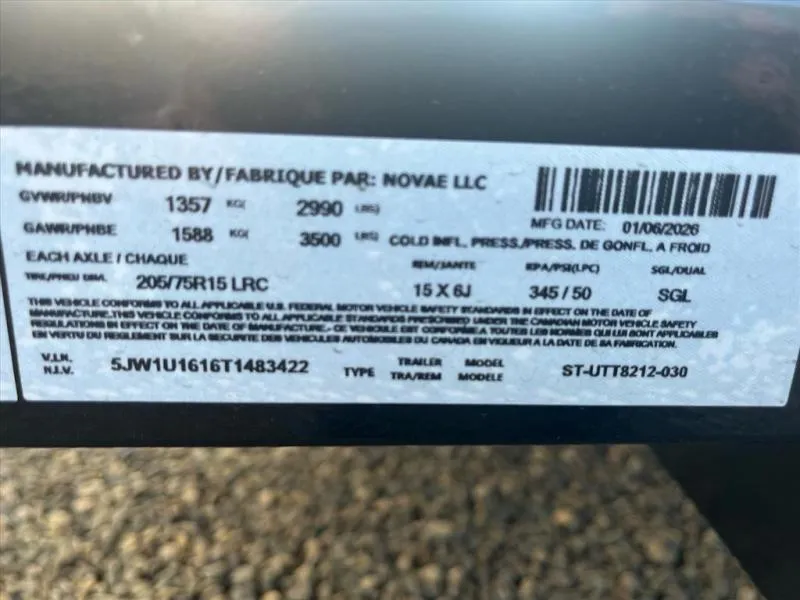 MANUFACTURED BY/FABRIQUE PAR: NOVAE LLC
MFG DATE: 01/06/2026
GVWR/PNBV 1357 KG( 2990 LBS)
GAWR/PNBE 1588 KG( 3500 LBS) COLD INFL. PRESS/PRESS. DE GONFL. A FROID
EACH AXLE / CHAQUE
TIRE/PNEU DIM. 205/75R15 LRC RIM/JANTE 15 X 6J KPA/PSI(LPC) 345 / 50 SGL/DUAL SGL
THIS VEHICLE CONFORMS TO ALL APPLICABLE U.S. FEDERAL MOTOR VEHICLE SAFETY STANDARDS IN EFFECT ON THE DATE OF
MANUFACTURE. THIS VEHICLE CONFORMS TO ALL APPLICABLE STANDARDS PRESCRIBED UNDER THE CANADIAN MOTOR VEHICLE SAFETY
REGULATIONS IN EFFECT ON THE DATE OF MANUFACTURE. - CE VEHICULE EST CONFORME A TOUTES LES NORMES QUI LUI SONT APPLICABLES
EN VERTU DU REGLEMENT SUR LA SECURITE DES VEHICULES AUTOMOBILES DU CANADA EN VIGUEUR A LA DATE DE SA FABRICATION
V.I.N. N.I.V. 5JW1U1616T1483422 TYPE TRAILER TRA/REM MODEL MODELE ST-UTT8212-030